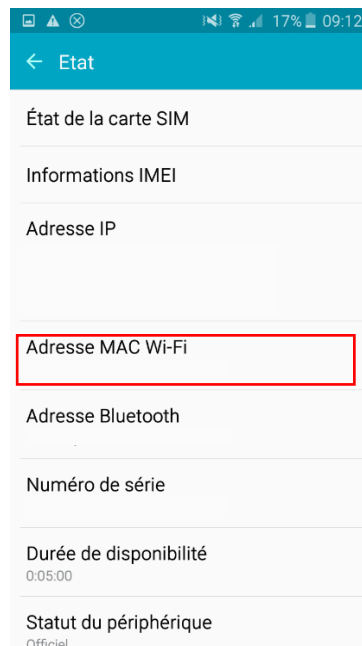 17% 09:12
Etat
État de la carte SIM
Informations IMEI
Adresse IP
Adresse MAC Wi-Fi
Adresse Bluetooth
Numéro de série
Durée de disponibilité
0:05:00
Statut du périphérique
Officiel